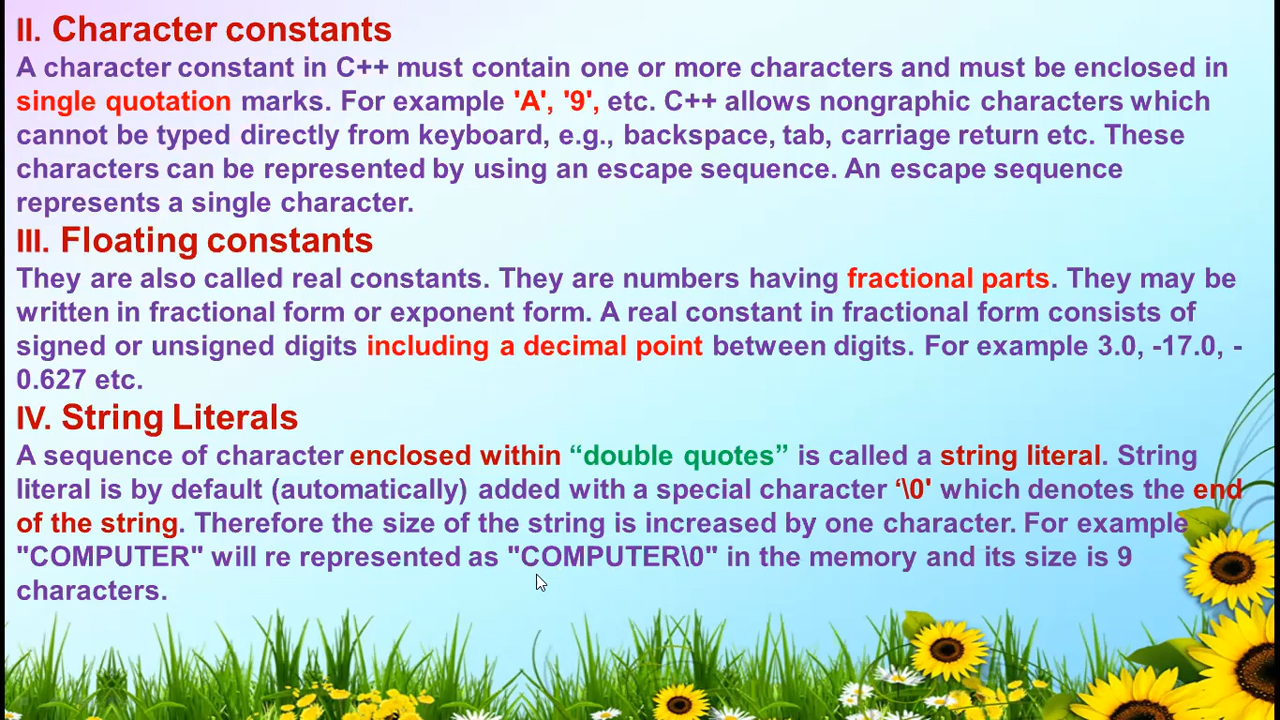 II. Character constants
A character constant in C++ must contain one or more characters and must be enclosed in
single quotation marks. For example 'A', '9', etc. C++ allows nongraphic characters which
cannot be typed directly from keyboard, e.g., backspace, tab, carriage return etc. These
characters can be represented by using an escape sequence. An escape sequence
represents a single character.
III. Floating constants
They are also called real constants. They are numbers having fractional parts. They may be
written in fractional form or exponent form. A real constant in fractional form consists of
signed or unsigned digits including a decimal point between digits. For example 3.0, -17.0, -
0.627 etc.
IV. String Literals
A sequence of character enclosed within “double quotes” is called a string literal. String
literal is by default (automatically) added with a special character ‘\0' which denotes the end
of the string. Therefore the size of the string is increased by one character. For example
"COMPUTER" will re represented as "COMPUTER\0" in the memory and its size is 9
characters.